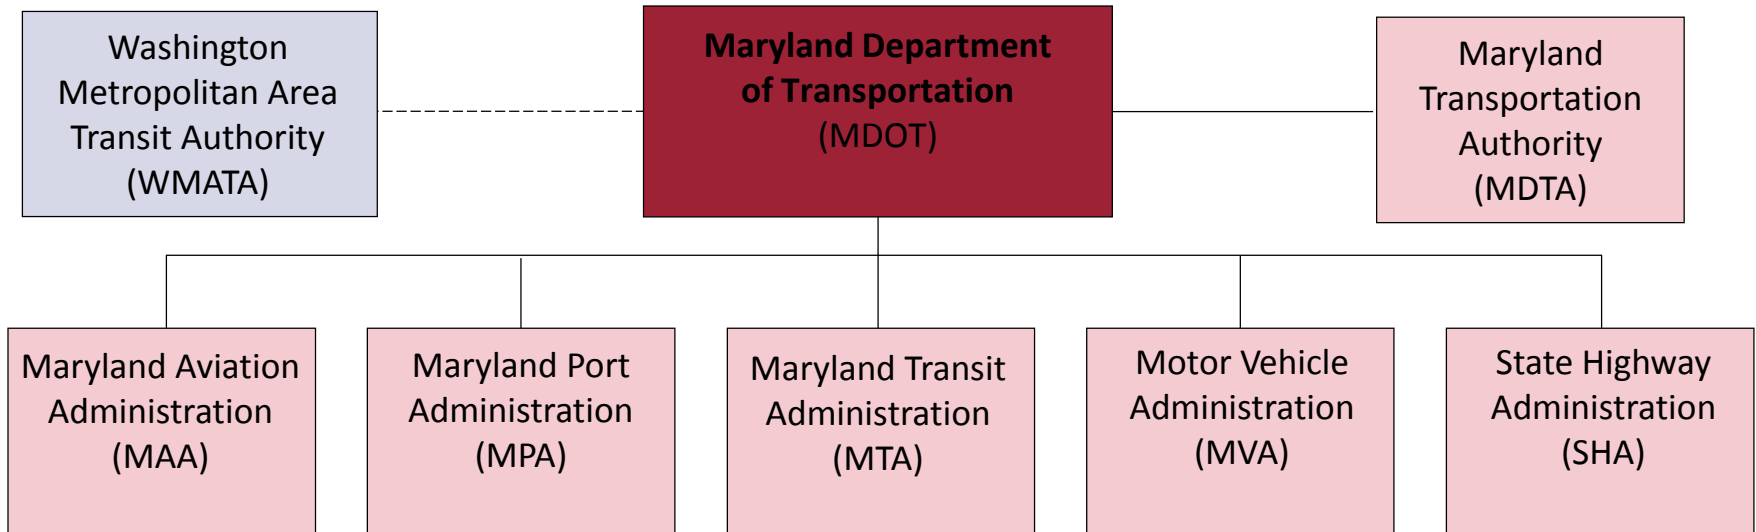 Washington
Metropolitan Area
Transit Authority
(WMATA)
Maryland Department
of Transportation
(MDOT)
Maryland
Transportation
Authority
(MDTA)
Maryland Aviation
Administration
(MAA)
Maryland Port
Administration
(MPA)
Maryland Transit
Administration
(MTA)
Motor Vehicle
Administration
(MVA)
State Highway
Administration
(SHA)